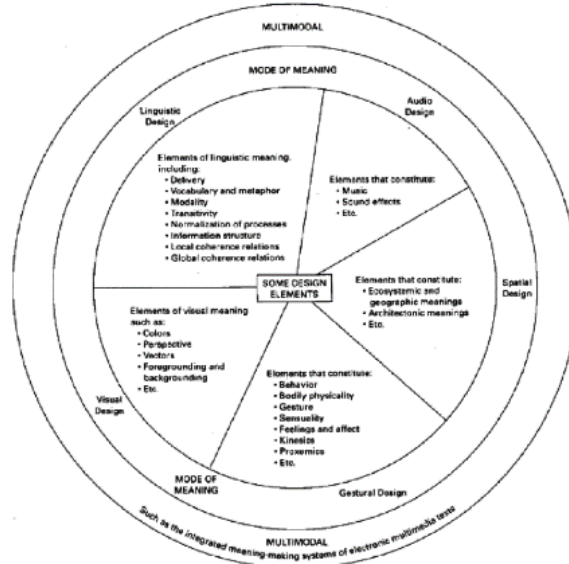 MULTIMODAL
MODE OF MEANING
Linguistic
Design
Audio
Design
Elements of linguistic meaning,
including:
• Delivery
• Vocabulary and metaphor
• Modality
• Transitivity
• Normalization of processes
• Information structure
• Local coherence relations
• Global coherence relations
Elements that constitute:
• Music
• Sound effects
• Etc.
SOME DESIGN
ELEMENTS
Elements that constitute:
• Ecosystemic and
geographic meanings
• Architectonic meanings
• Etc.
Spatial
Design
Elements of visual meaning
such as:
• Colors
• Perspective
• Vectors
• Foregrounding and
backgrounding
• Etc.
Visual
Design
Elements that constitute:
• Behavior
• Bodily physicality
• Gesture
• Sensuality
• Feelings and affect
• Kinesics
• Proxemics
• Etc.
MODE OF
MEANING
Gestural Design
MULTIMODAL
Such as the integrated meaning-making systems of electronic multimedia texts